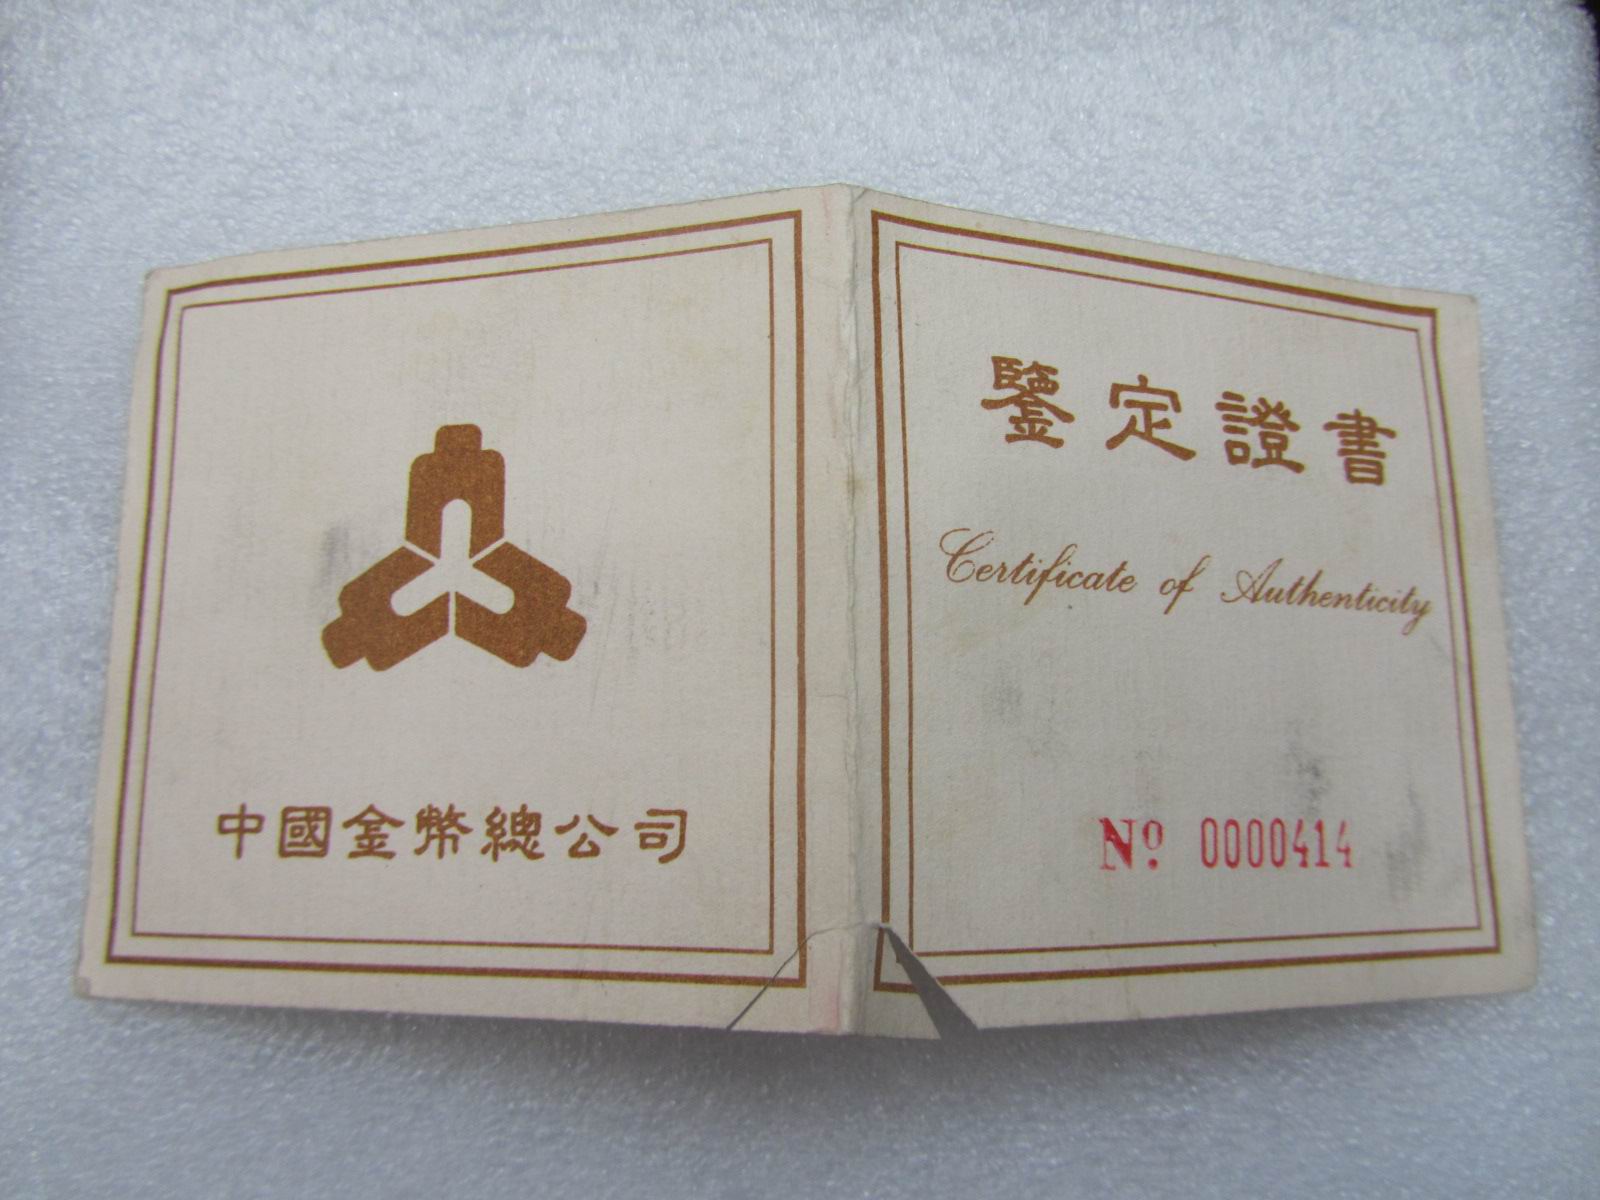 中國金幣總公司
鑒定證書
Certificate of Authenticity
Nº 0000414